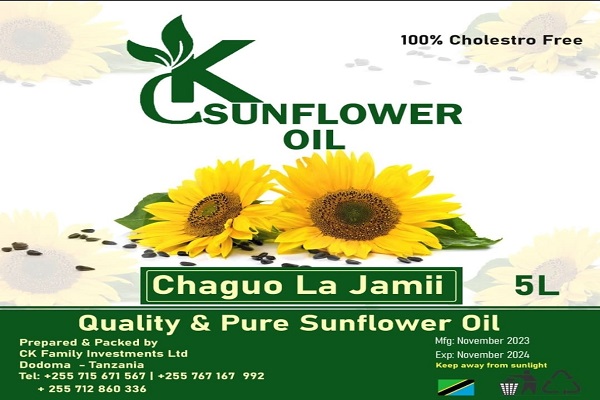 100% Cholestro Free
CK
SUNFLOWER
OIL
Chaguo La Jamii
5L
Quality & Pure Sunflower Oil
Prepared & Packed by
CK Family Investments Ltd
Dodoma - Tanzania
Tel: +255 715 671 567 | +255 767 167 992
+ 255 712 860 336
Mfg: November 2023
Exp: November 2024
Keep away from sunlight